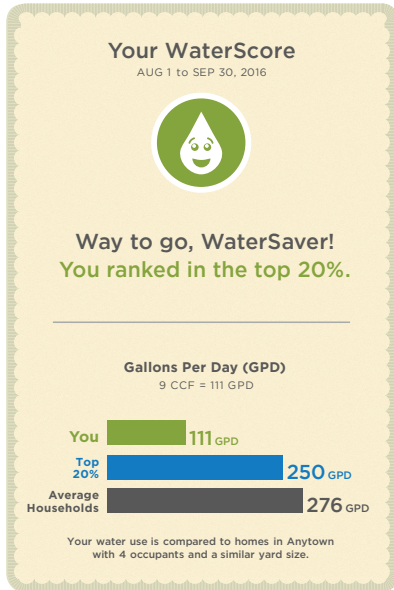 Your WaterScore
AUG 1 to SEP 30, 2016
Way to go, WaterSaver!
You ranked in the top 20%.
Gallons Per Day (GPD)
9 CCF = 111 GPD
You 111 GPD
Top
20% 250 GPD
Average
Households 276 GPD
Your water use is compared to homes in Anytown
with 4 occupants and a similar yard size.